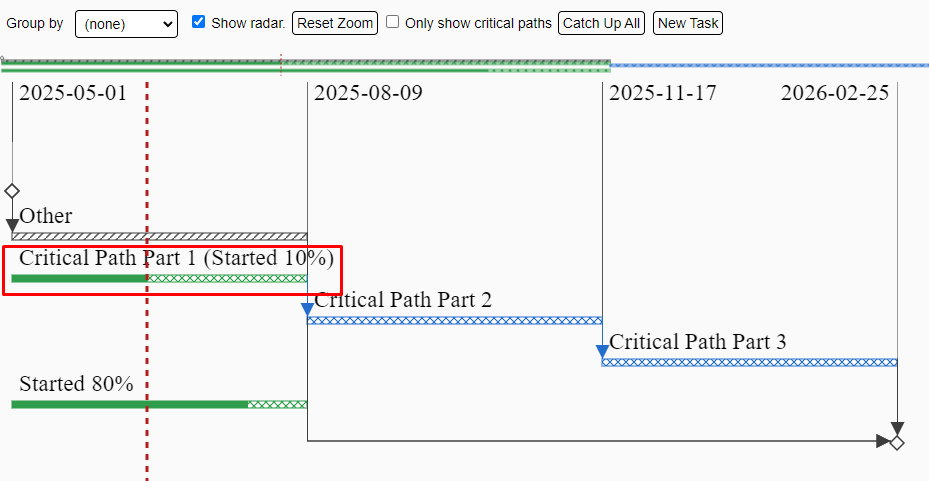 Group by (none) Show radar. Reset Zoom Only show critical paths Catch Up All New Task
2025-05-01 2025-08-09 2025-11-17 2026-02-25
Other
Critical Path Part 1 (Started 10%)
Critical Path Part 2
Critical Path Part 3
Started 80%